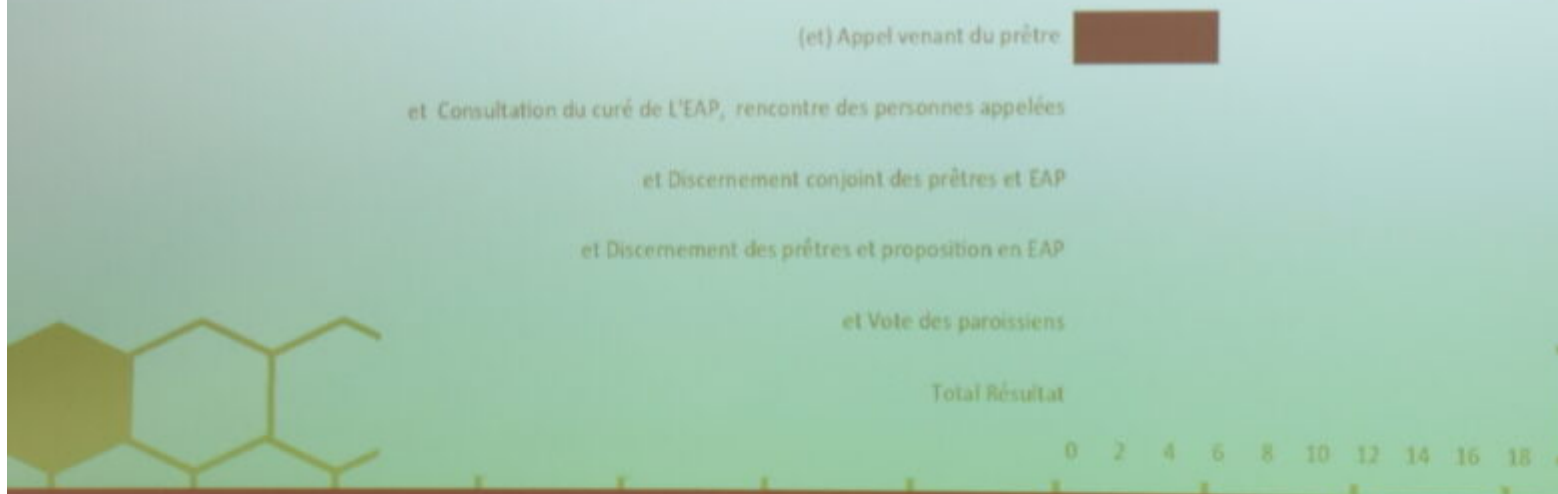 (et) Appel venant du prêtre
et Consultation du curé de L'EAP, rencontre des personnes appelées
et Discernement conjoint des prêtres et EAP
et Discernement des prêtres et proposition en EAP
et Vote des paroissiens
Total Résultat
0 2 4 6 8 10 12 14 16 18